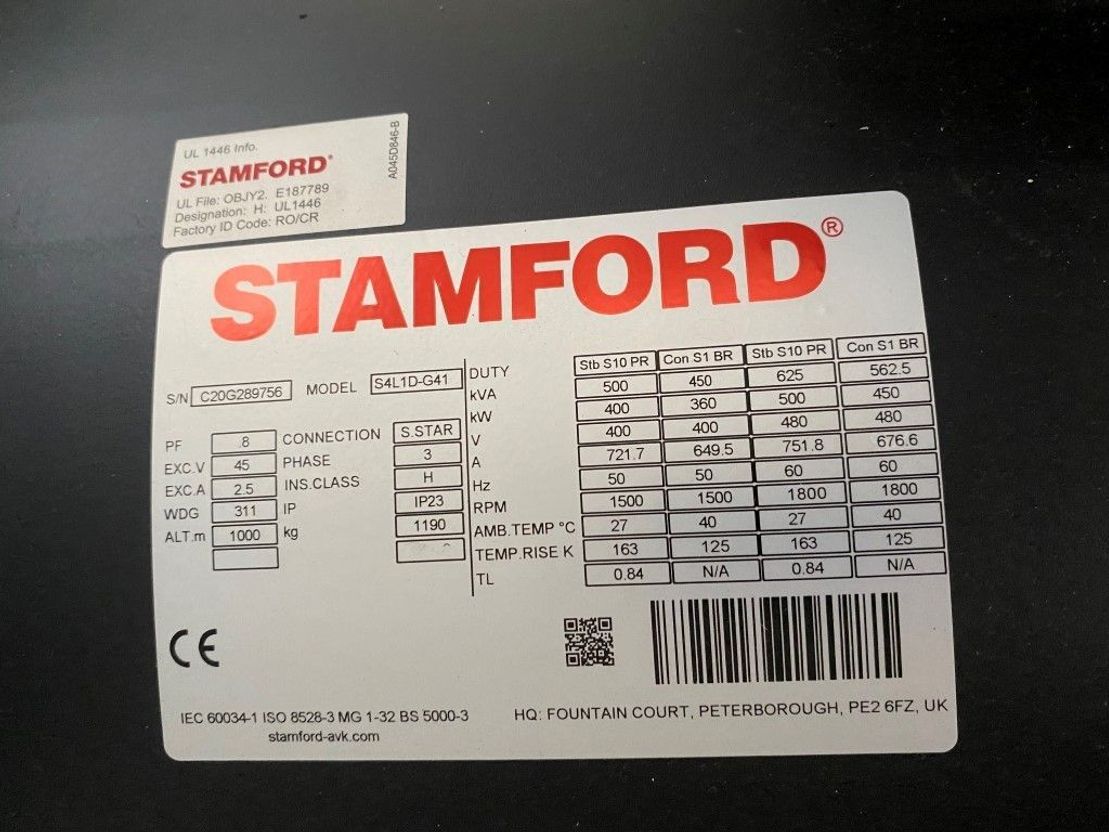 UL 1446 Info.
STAMFORD®
UL File: OBJY2. E187789
Designation: H: UL1446
Factory ID Code: RO/CR
A045D846-B
STAMFORD®
S/N C20G289756 MODEL S4L1D-G41
PF .8 CONNECTION S.STAR
EXC.V 45 PHASE 3
EXC.A 2.5 INS.CLASS H
WDG 311 IP IP23
ALT.m 1000 kg 1190
DUTY Stb S10 PR Con S1 BR Stb S10 PR Con S1 BR
kVA 500 450 625 562.5
kW 400 360 500 450
V 400 400 480 480
A 721.7 649.5 751.8 676.6
Hz 50 50 60 60
RPM 1500 1500 1800 1800
AMB.TEMP °C 27 40 27 40
TEMP.RISE K 163 125 163 125
TL 0.84 N/A 0.84 N/A
CE
IEC 60034-1 ISO 8528-3 MG 1-32 BS 5000-3
stamford-avk.com
HQ: FOUNTAIN COURT, PETERBOROUGH, PE2 6FZ, UK